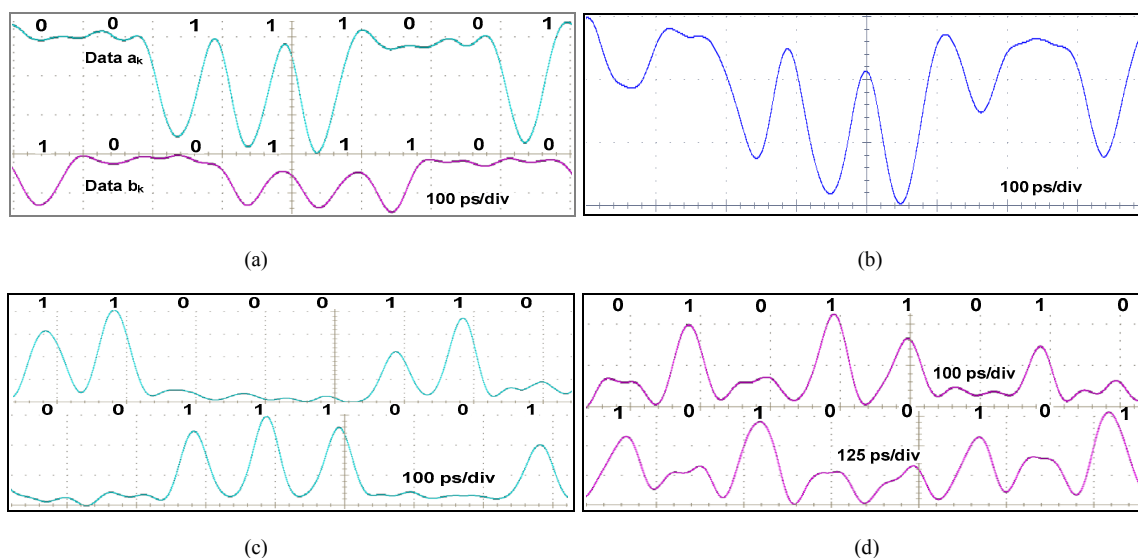 0 0 1 1 1 0 0 1
Data aₖ
1 0 0 1 1 1 0 0
Data bₖ
100 ps/div
100 ps/div
(a)
(b)
1 1 0 0 0 1 1 0
0 0 1 1 1 0 0 1
100 ps/div
0 1 0 1 1 0 1 0
100 ps/div
1 0 1 0 0 1 0 1
125 ps/div
(c)
(d)